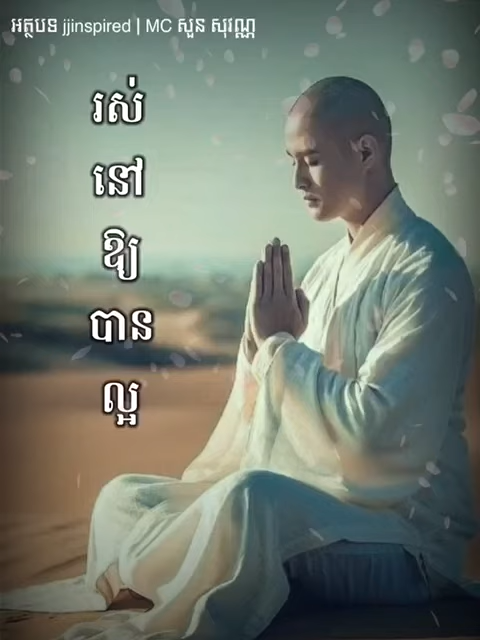 អត្ថបទ jjinspired | MC សួន សុវណ្ណ
រស់
នៅ
ឱ្យ
បាន
ល្អ